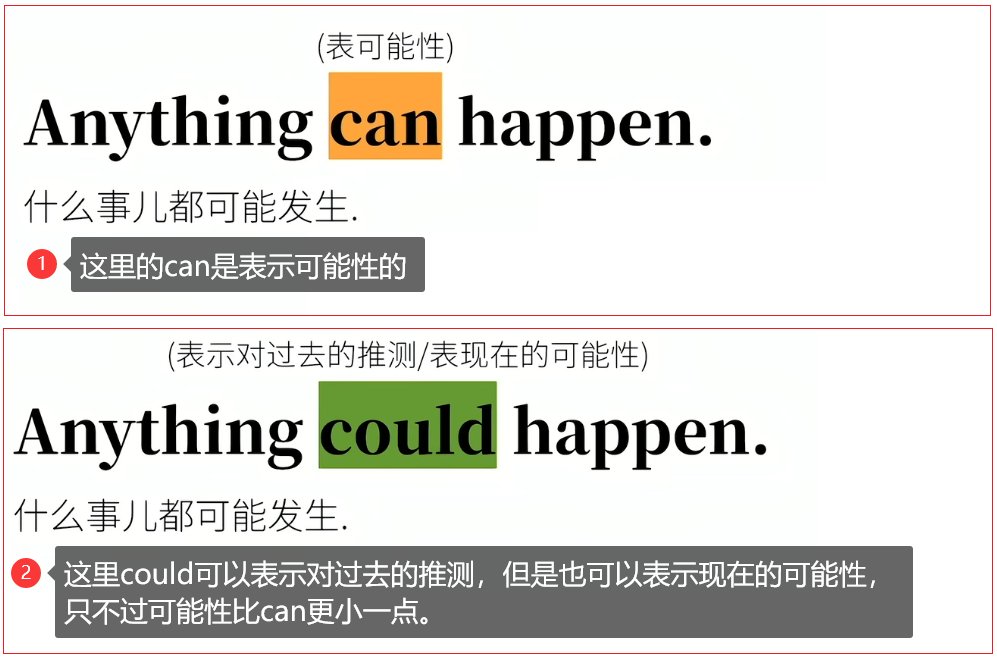 (表可能性)
Anything can happen.
什么事儿都可能发生.
1 这里的can是表示可能性的
(表示对过去的推测/表现在的可能性)
Anything could happen.
什么事儿都可能发生.
2 这里could可以表示对过去的推测，但是也可以表示现在的可能性，
只不过可能性比can更小一点。